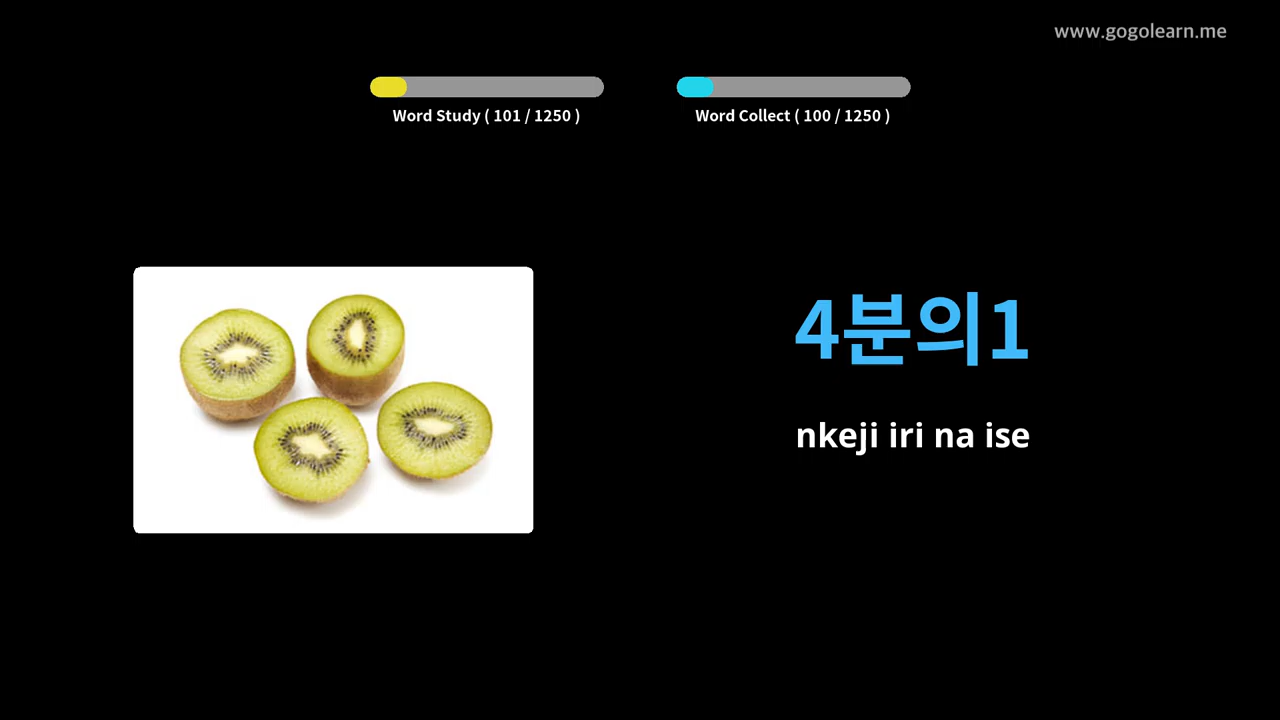 www.gogolearn.me
Word Study ( 101 / 1250 )
Word Collect ( 100 / 1250 )
4분의1
nkeji iri na ise